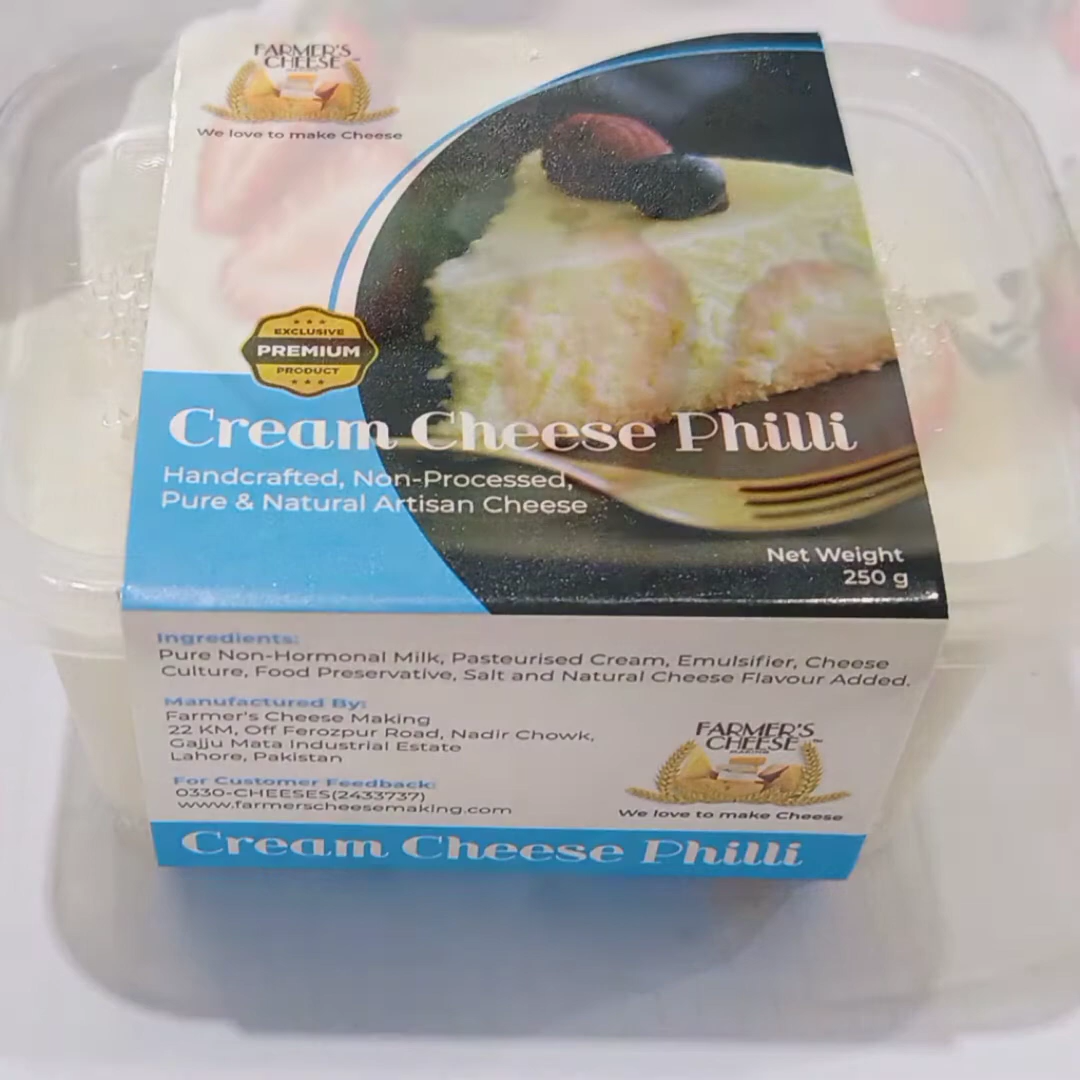 FARMER'S
CHEESE
We love to make Cheese
EXCLUSIVE
PREMIUM
PRODUCT
Cream Cheese Philli
Handcrafted, Non-Processed,
Pure & Natural Artisan Cheese
Net Weight
250 g
Ingredients:
Pure Non-Hormonal Milk, Pasteurised Cream, Emulsifier, Cheese
Culture, Food Preservative, Salt and Natural Cheese Flavour Added.
Manufactured By:
Farmer's Cheese Making
22 KM, Off Ferozpur Road, Nadir Chowk,
Gajju Mata Industrial Estate
Lahore, Pakistan
For Customer Feedback:
0330-CHEESES(2433737)
www.farmerscheesemaking.com
FARMER'S
CHEESE
We love to make Cheese
Cream Cheese Philli